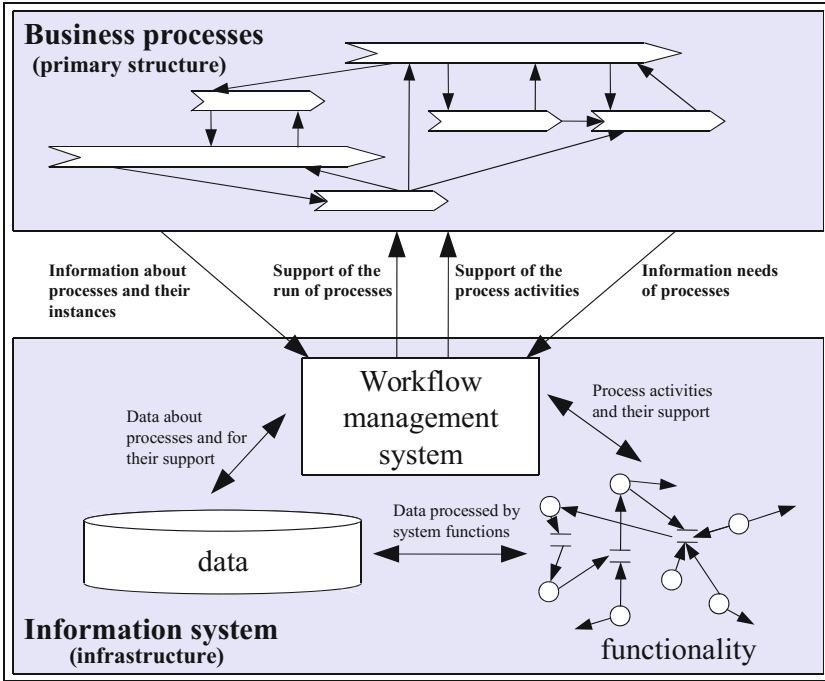 Business processes
(primary structure)
Information about
processes and their
instances
Support of the
run of processes
Support of the
process activities
Information needs
of processes
Workflow
management
system
Process activities
and their support
Data about
processes and for
their support
Data processed by
system functions
data
Information system
(infrastructure)
functionality